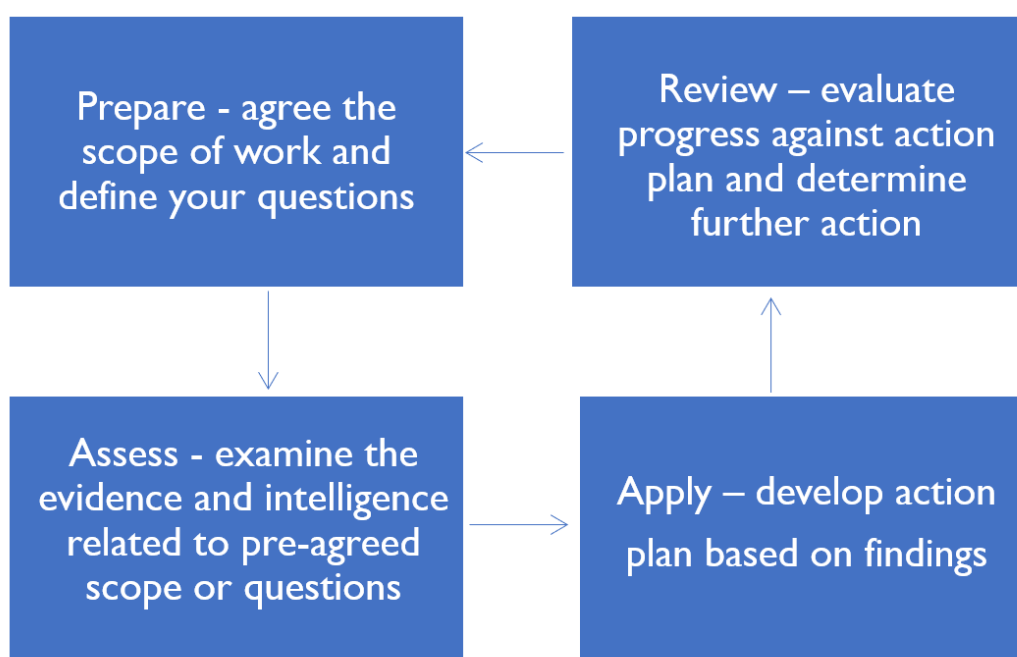 Prepare - agree the
scope of work and
define your questions
Review – evaluate
progress against action
plan and determine
further action
Assess - examine the
evidence and intelligence
related to pre-agreed
scope or questions
Apply – develop action
plan based on findings